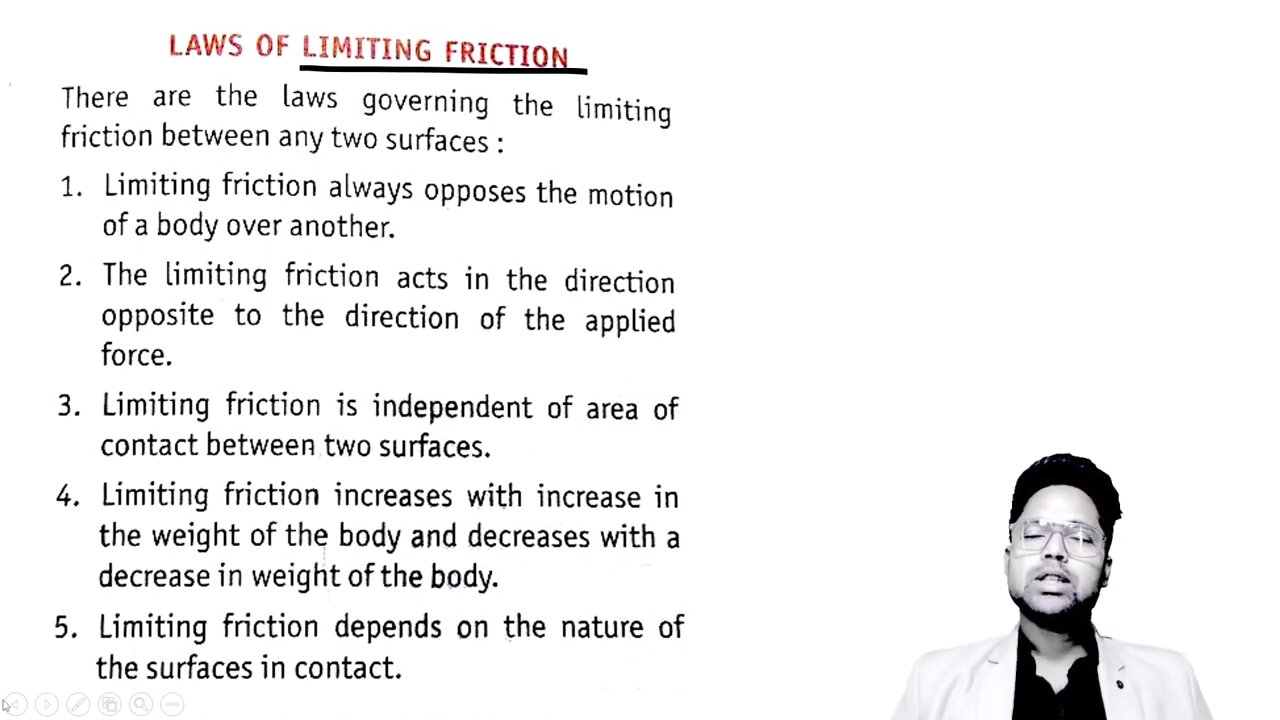 LAWS OF LIMITING FRICTION
There are the laws governing the limiting
friction between any two surfaces :
1. Limiting friction always opposes the motion
of a body over another.
2. The limiting friction acts in the direction
opposite to the direction of the applied
force.
3. Limiting friction is independent of area of
contact between two surfaces.
4. Limiting friction increases with increase in
the weight of the body and decreases with a
decrease in weight of the body.
5. Limiting friction depends on the nature of
the surfaces in contact.